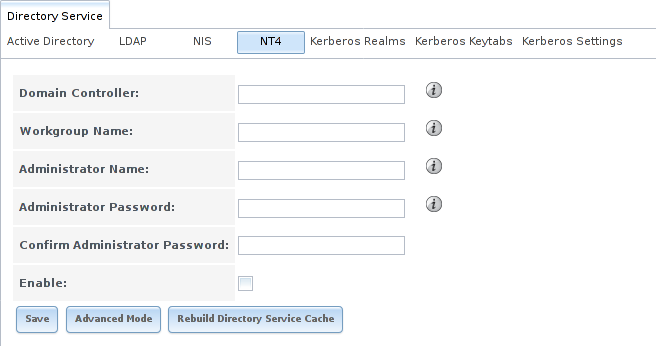 Directory Service
Active Directory LDAP NIS NT4 Kerberos Realms Kerberos Keytabs Kerberos Settings
Domain Controller: i
Workgroup Name: i
Administrator Name: i
Administrator Password: i
Confirm Administrator Password:
Enable:
Save Advanced Mode Rebuild Directory Service Cache